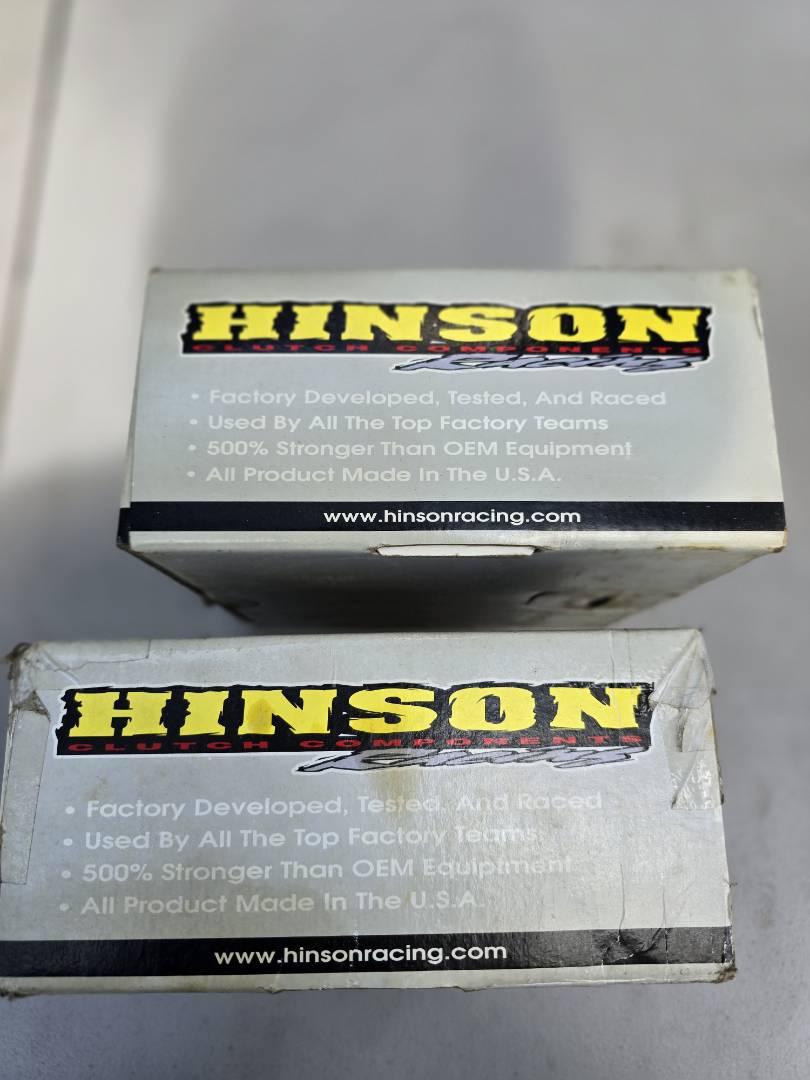 HINSON
CLUTCH COMPONENTS
Racing
• Factory Developed, Tested, And Raced
• Used By All The Top Factory Teams
• 500% Stronger Than OEM Equipment
• All Product Made In The U.S.A.
www.hinsonracing.com
HINSON
CLUTCH COMPONENTS
Racing
• Factory Developed, Tested, And Raced
• Used By All The Top Factory Teams
• 500% Stronger Than OEM Equipment
• All Product Made In The U.S.A.
www.hinsonracing.com